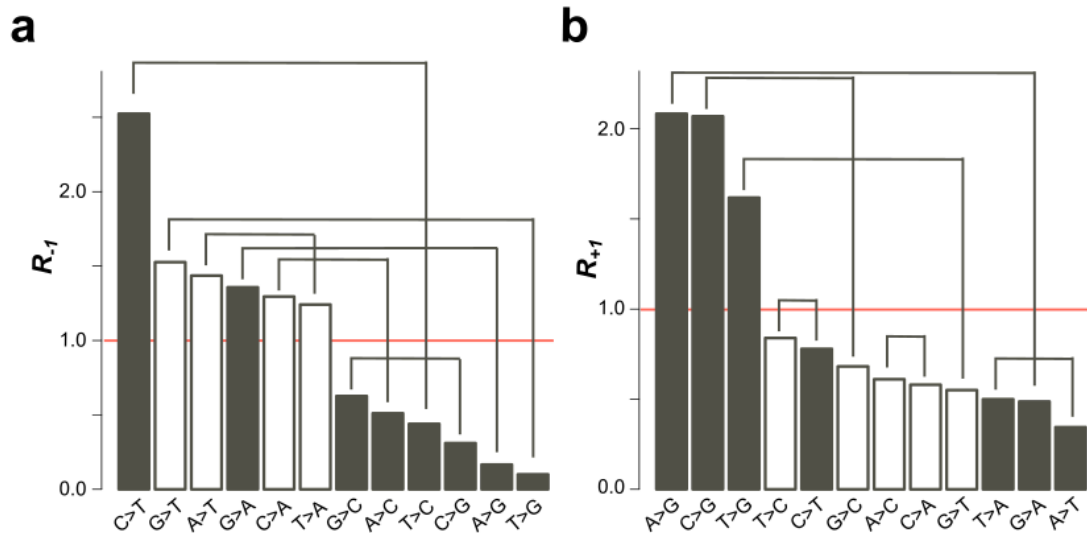 a
R-1
2.0
1.0
0.0
C>T G>T A>T G>A C>A T>A G>C A>C T>C C>G A>G T>G
b
R+1
2.0
1.0
0.0
A>G C>G T>G T>C C>T G>C A>C C>A G>T T>A G>A A>T